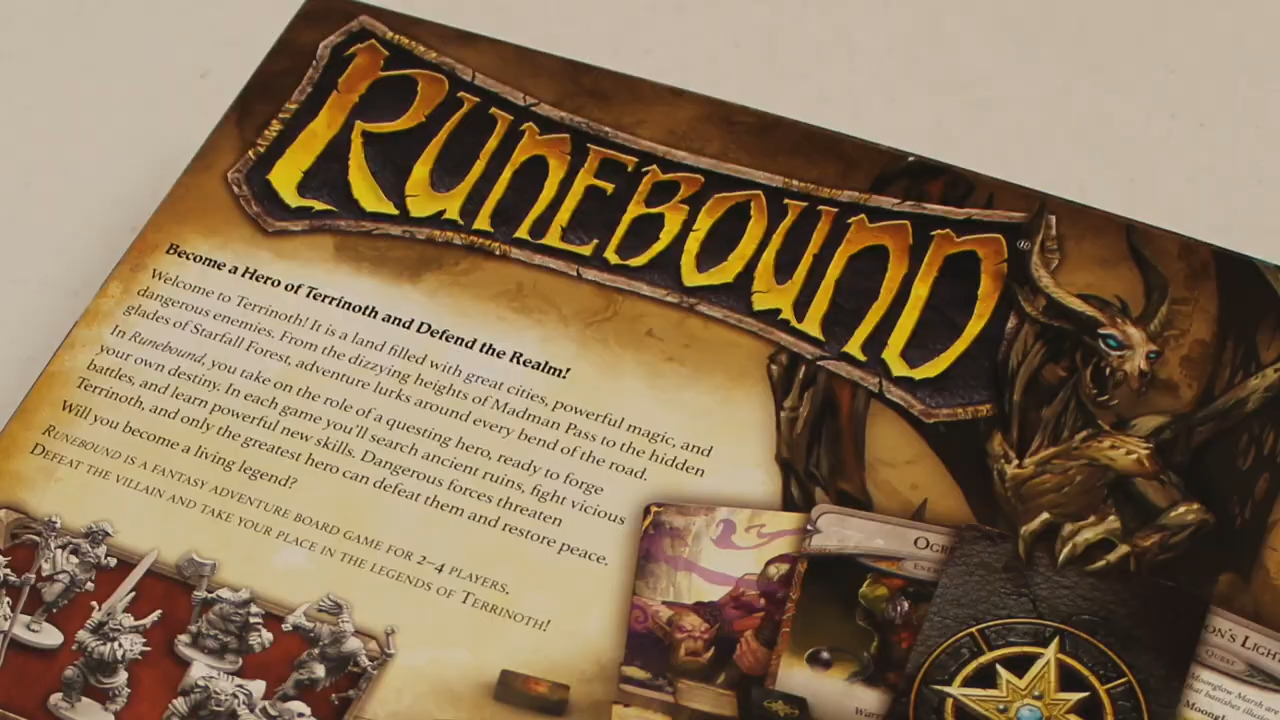 RUNEBOUND
®
Become a Hero of Terrinoth and Defend the Realm!
Welcome to Terrinoth! It is a land filled with great cities, powerful magic, and
dangerous enemies. From the dizzying heights of Madman Pass to the hidden
glades of Starfall Forest, adventure lurks around every bend of the road.
In Runebound, you take on the role of a questing hero, ready to forge
your own destiny. In each game you'll search ancient ruins, fight vicious
battles, and learn powerful new skills. Dangerous forces threaten
Terrinoth, and only the greatest hero can defeat them and restore peace.
Will you become a living legend?
RUNEBOUND IS A FANTASY ADVENTURE BOARD GAME FOR 2–4 PLAYERS.
DEFEAT THE VILLAIN AND TAKE YOUR PLACE IN THE LEGENDS OF TERRINOTH!
QUEST
Moonglow Marsh are
that banishes